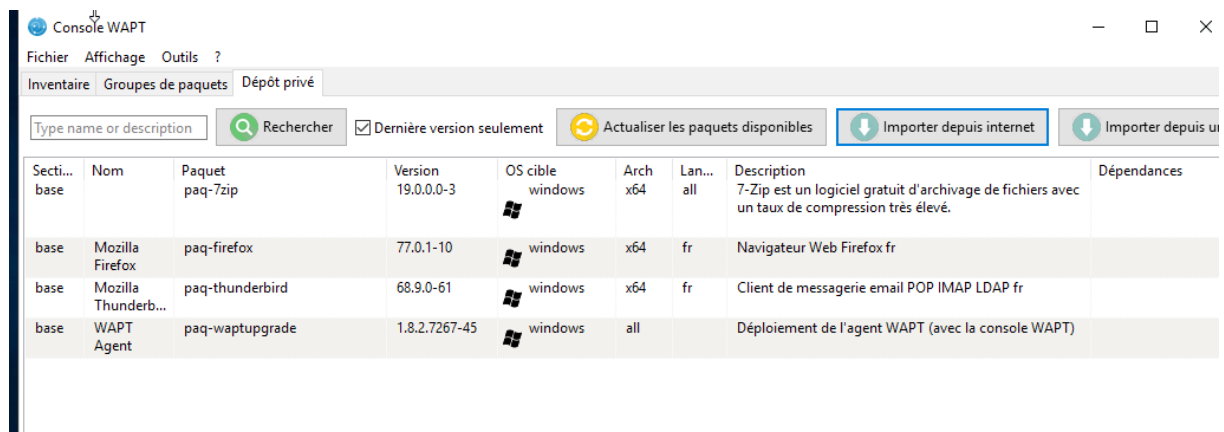 Console WAPT
Fichier Affichage Outils ?
Inventaire Groupes de paquets Dépôt privé
Type name or description Rechercher Dernière version seulement Actualiser les paquets disponibles Importer depuis internet Importer depuis
Secti... Nom Paquet Version OS cible Arch Lan... Description Dépendances
base paq-7zip 19.0.0.0-3 windows x64 all 7-Zip est un logiciel gratuit d'archivage de fichiers avec
un taux de compression très élevé.
base Mozilla paq-firefox 77.0.1-10 windows x64 fr Navigateur Web Firefox fr
Firefox
base Mozilla paq-thunderbird 68.9.0-61 windows x64 fr Client de messagerie email POP IMAP LDAP fr
Thunderb...
base WAPT paq-waptupgrade 1.8.2.7267-45 windows all Déploiement de l'agent WAPT (avec la console WAPT)
Agent